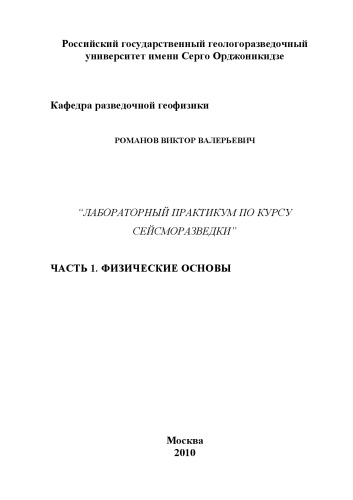 Российский государственный геологоразведочный
университет имени Серго Орджоникидзе
Кафедра разведочной геофизики
РОМАНОВ ВИКТОР ВАЛЕРЬЕВИЧ
“ЛАБОРАТОРНЫЙ ПРАКТИКУМ ПО КУРСУ
СЕЙСМОРАЗВЕДКИ”
ЧАСТЬ 1. ФИЗИЧЕСКИЕ ОСНОВЫ
Москва
2010